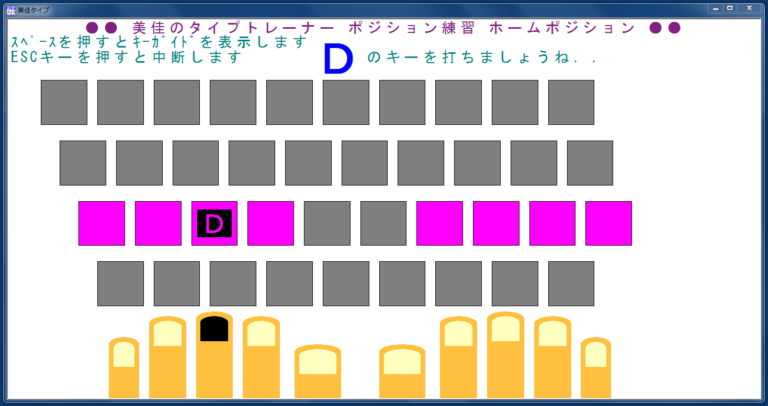 美佳タイプ
●● 美佳のタイプトレーナー ポジション練習 ホームポジション ●●
ｽﾍﾟｰｽを押すとｷｰｶﾞｲﾄﾞを表示します
ESCキーを押すと中断します
D のキーを打ちましょうね．．
D